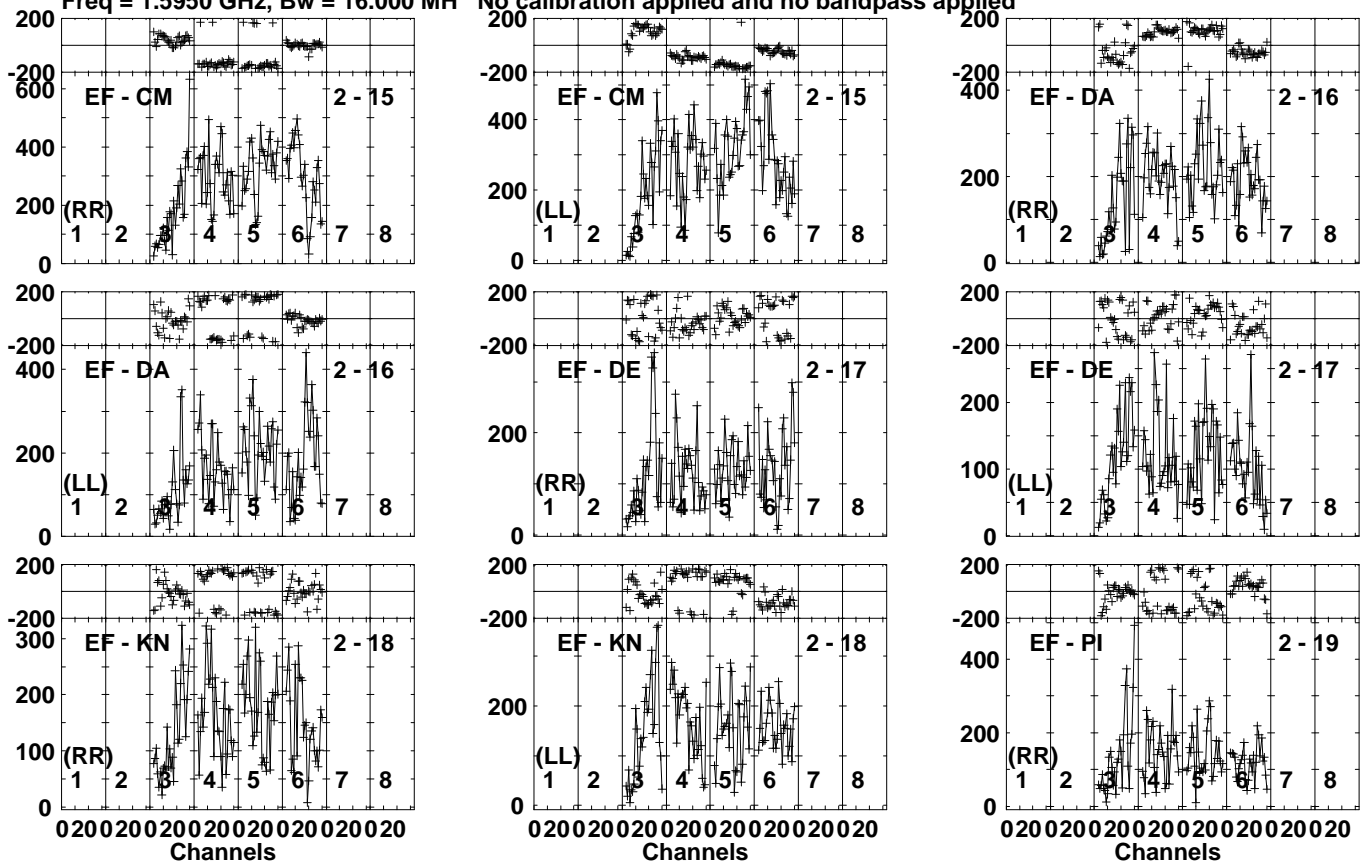 Freq = 1.5950 GHz, Bw = 16.000 MH No calibration applied and no bandpass applied
200
-200
600
400
200
0
EF - CM 2 - 15
(RR)
1 2 3 4 5 6 7 8
200
-200
400
200
0
EF - CM 2 - 15
(LL)
1 2 3 4 5 6 7 8
200
-200
400
200
0
EF - DA 2 - 16
(RR)
1 2 3 4 5 6 7 8
200
-200
400
200
0
EF - DA 2 - 16
(LL)
1 2 3 4 5 6 7 8
200
-200
200
0
EF - DE 2 - 17
(RR)
1 2 3 4 5 6 7 8
200
-200
200
100
0
EF - DE 2 - 17
(LL)
1 2 3 4 5 6 7 8
200
-200
300
200
100
0
EF - KN 2 - 18
(RR)
1 2 3 4 5 6 7 8
0 20 0 20 0 20 0 20 0 20 0 20 0 20 0 20
Channels
200
-200
200
0
EF - KN 2 - 18
(LL)
1 2 3 4 5 6 7 8
0 20 0 20 0 20 0 20 0 20 0 20 0 20 0 20
Channels
200
-200
400
200
0
EF - PI 2 - 19
(RR)
1 2 3 4 5 6 7 8
0 20 0 20 0 20 0 20 0 20 0 20 0 20 0 20
Channels